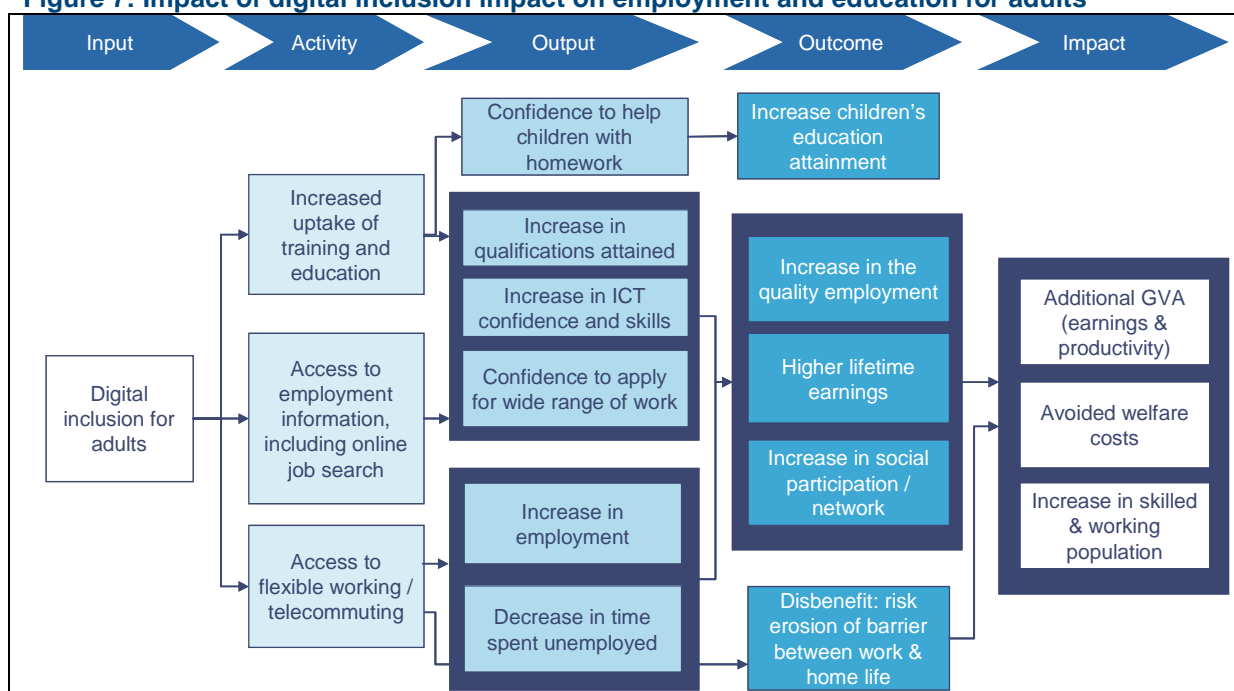 Figure 7: Impact of digital inclusion impact on employment and education for adults
Input
Activity
Output
Outcome
Impact
Digital
inclusion for
adults
Increased
uptake of
training and
education
Access to
employment
information,
including online
job search
Access to
flexible working /
telecommuting
Confidence to help
children with
homework
Increase in
qualifications attained
Increase in ICT
confidence and skills
Confidence to apply
for wide range of work
Increase in
employment
Decrease in time
spent unemployed
Increase children’s
education
attainment
Increase in the
quality employment
Higher lifetime
earnings
Increase in social
participation /
network
Disbenefit: risk
erosion of barrier
between work &
home life
Additional GVA
(earnings &
productivity)
Avoided welfare
costs
Increase in skilled
& working
population